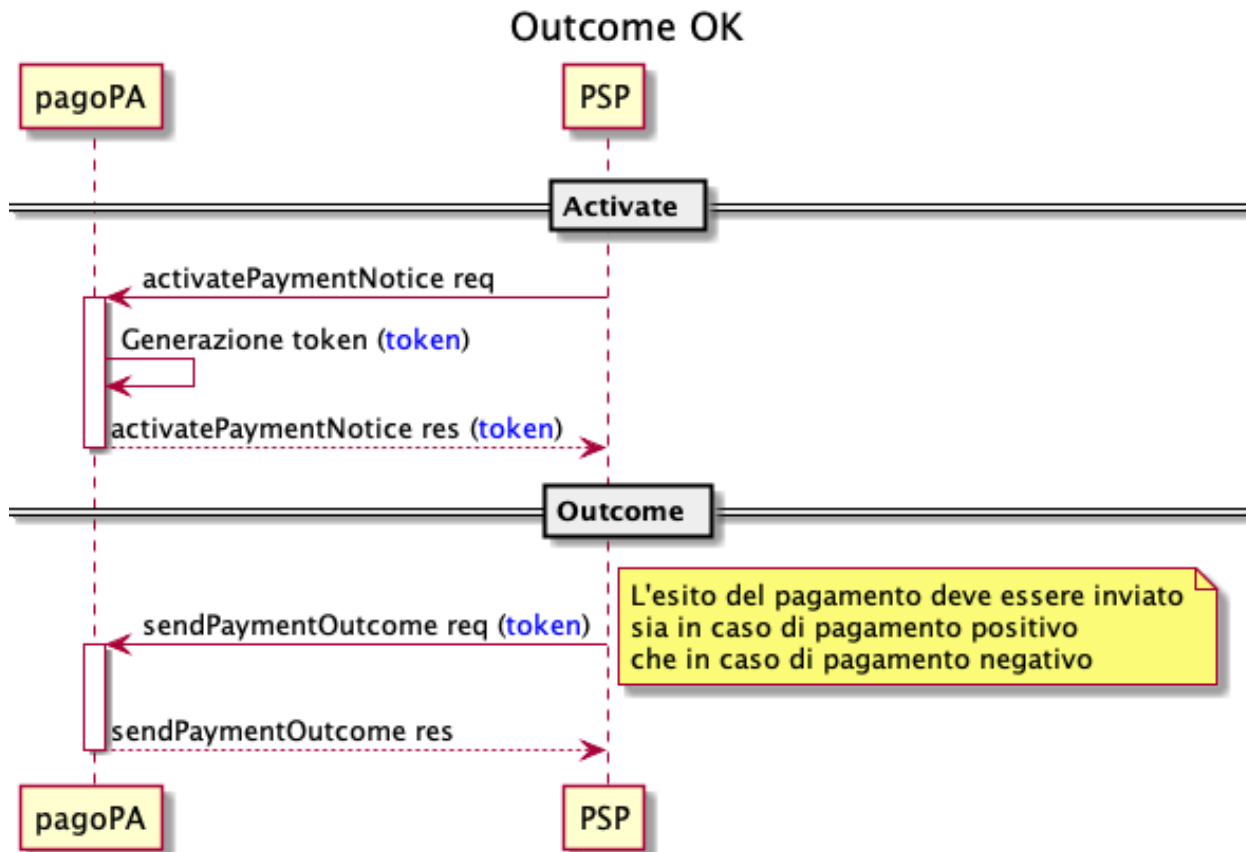 Outcome OK
pagoPA
PSP
Activate
activatePaymentNotice req
Generazione token (token)
activatePaymentNotice res (token)
Outcome
L'esito del pagamento deve essere inviato
sia in caso di pagamento positivo
che in caso di pagamento negativo
sendPaymentOutcome req (token)
sendPaymentOutcome res
pagoPA
PSP